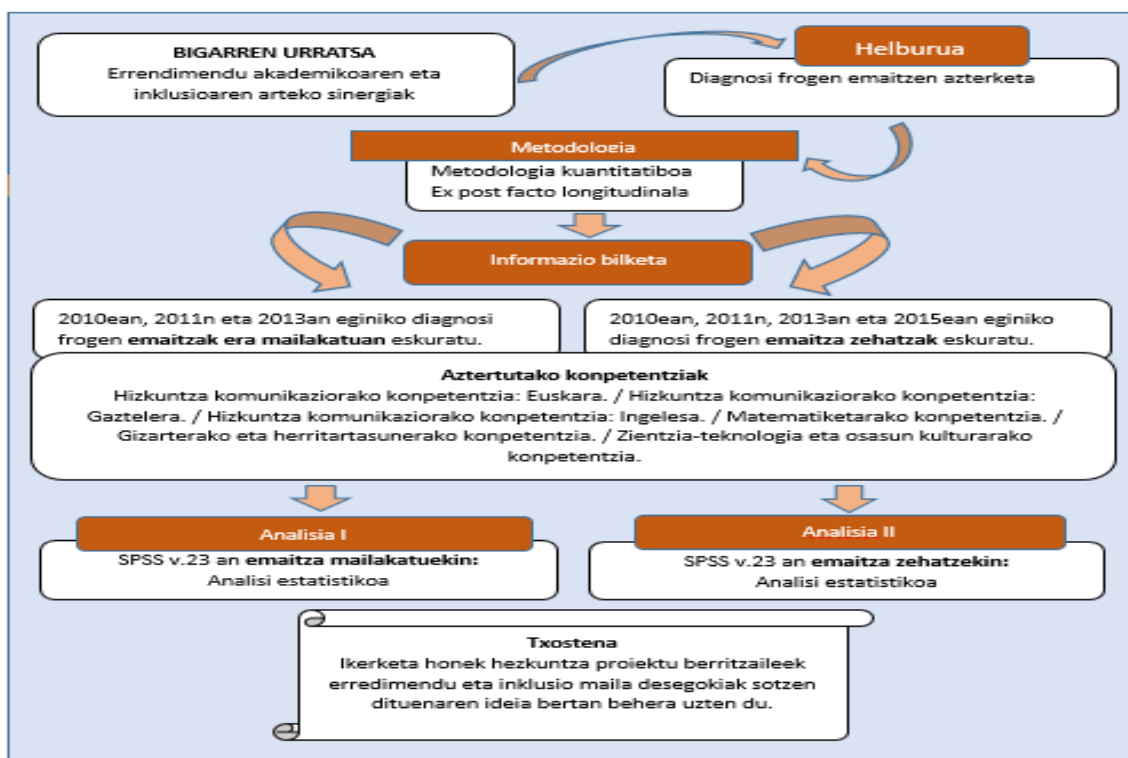 BIGARREN URRATSA
Errendimendu akademikoaren eta
inklusioaren arteko sinergiak
Helburua
Diagnosi frogen emaitzen azterketa
Metodologia
Metodologia kuantitatiboa
Ex post facto longitudinala
Informazio bilketa
2010ean, 2011n eta 2013an eginiko diagnosi
frogen emaitzak era mailakatuan eskuratu.
2010ean, 2011n, 2013an eta 2015ean eginiko
diagnosi frogen emaitza zehatzak eskuratu.
Aztertutako konpetentziak
Hizkuntza komunikaziorako konpetentzia: Euskara. / Hizkuntza komunikaziorako konpetentzia:
Gaztelera. / Hizkuntza komunikaziorako konpetentzia: Ingelesa. / Matematiketarako konpetentzia. /
Gizarterako eta herritartasunerako konpetentzia. / Zientzia-teknologia eta osasun kulturarako
konpetentzia.
Analisia I
SPSS v.23 an emaitza mailakatuekin:
Analisi estatistikoa
Analisia II
SPSS v.23 an emaitza zehatzekin:
Analisi estatistikoa
Txostena
Ikerketa honek hezkuntza proiektu berritzaileek
erredimendu eta inklusio maila desegokiak sotzen
dituenaren ideia bertan behera uzten du.